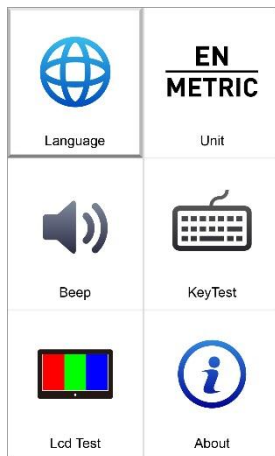 EN
METRIC
Language
Unit
Beep
KeyTest
Lcd Test
About